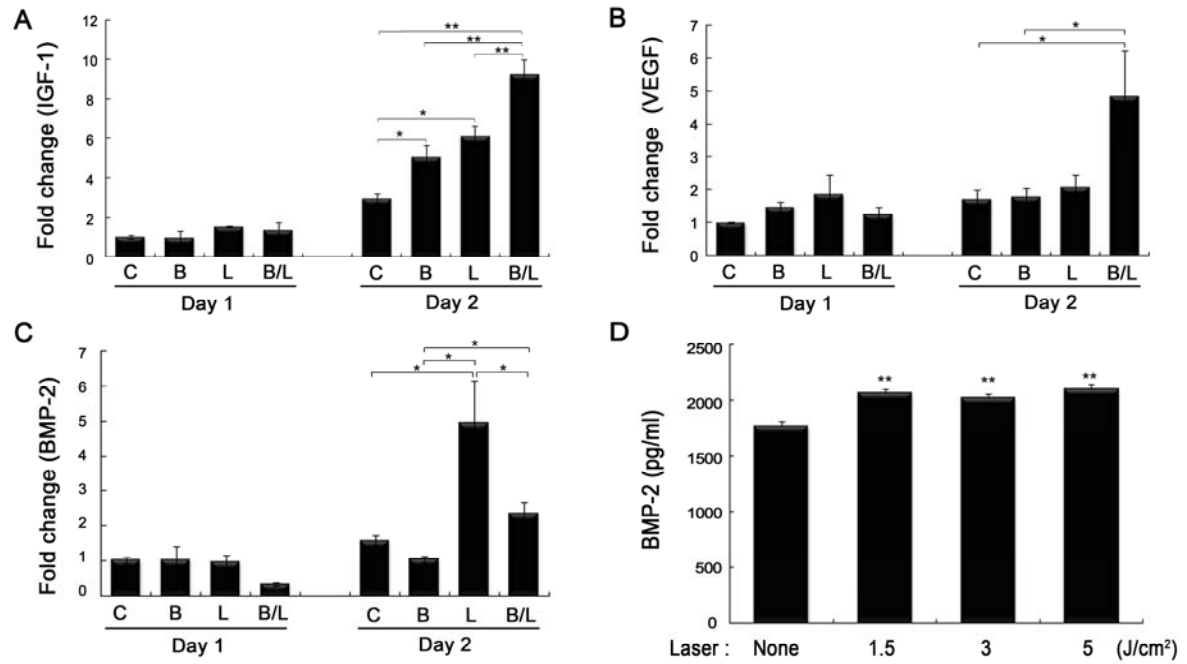 A
Fold change (IGF-1)
12
10
8
6
4
2
0
** 
**
**
*
*
C B L B/L C B L B/L
Day 1 Day 2
B
Fold change (VEGF)
7
6
5
4
3
2
1
0
*
*
C B L B/L C B L B/L
Day 1 Day 2
C
Fold change (BMP-2)
7
6
5
4
3
2
1
0
*
*
*
*
C B L B/L C B L B/L
Day 1 Day 2
D
BMP-2 (pg/ml)
2500
2000
1500
1000
500
0
** ** **
Laser : None 1.5 3 5 (J/cm²)